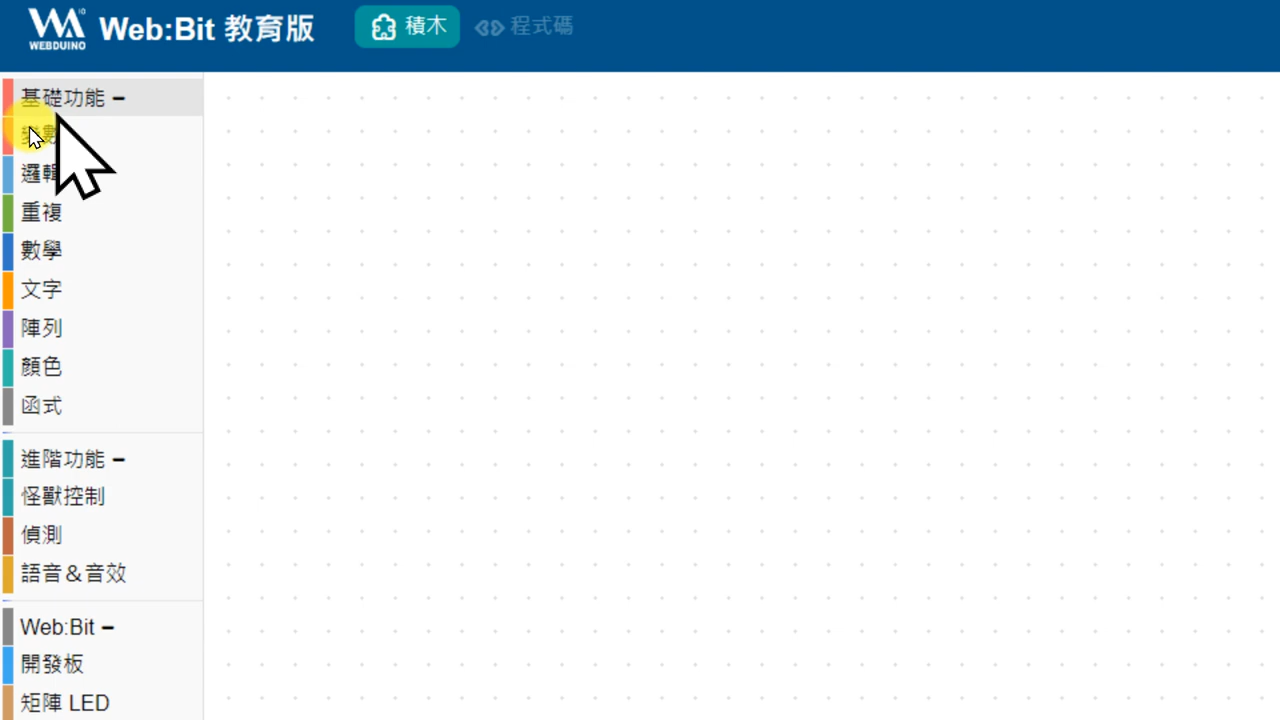 WEBDUINO
Web:Bit 教育版
積木
程式碼
基礎功能
重複
數學
文字
陣列
顏色
函式
進階功能
怪獸控制
偵測
語音＆音效
Web:Bit
開發板
矩陣 LED